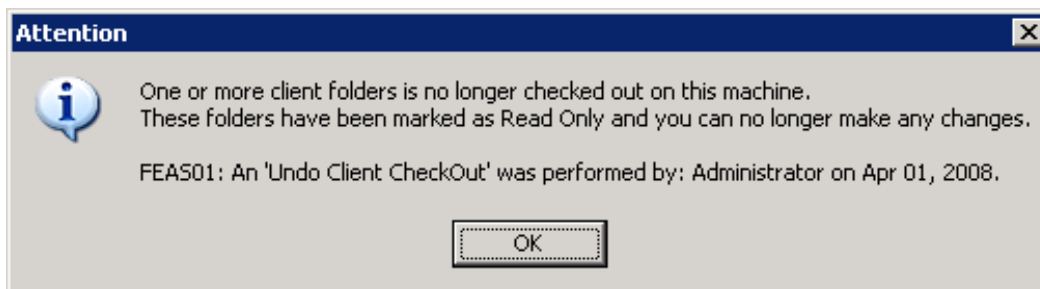 Attention
One or more client folders is no longer checked out on this machine.
These folders have been marked as Read Only and you can no longer make any changes.
FEAS01: An 'Undo Client CheckOut' was performed by: Administrator on Apr 01, 2008.
OK